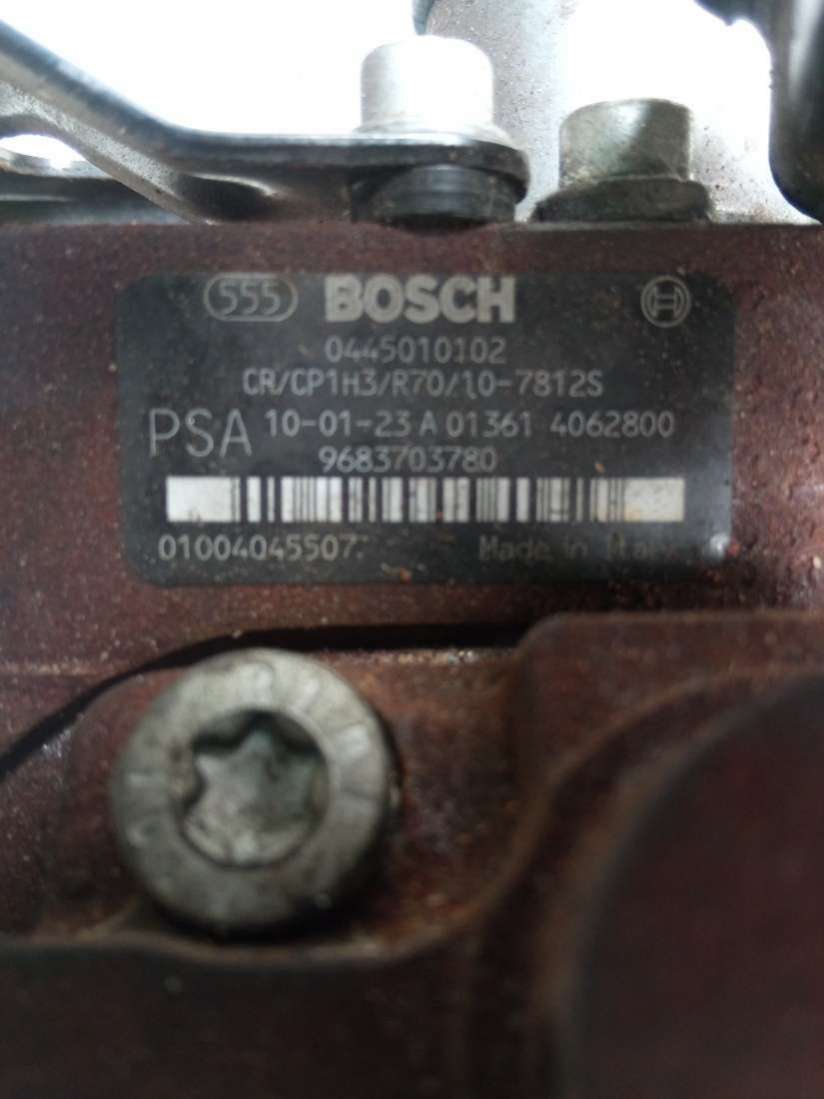 555 BOSCH
0445010102
CR/CP1H3/R70/10-7812S
PSA 10-01-23 A 01361 4062800
9683703780
01004045507
Made in Italy